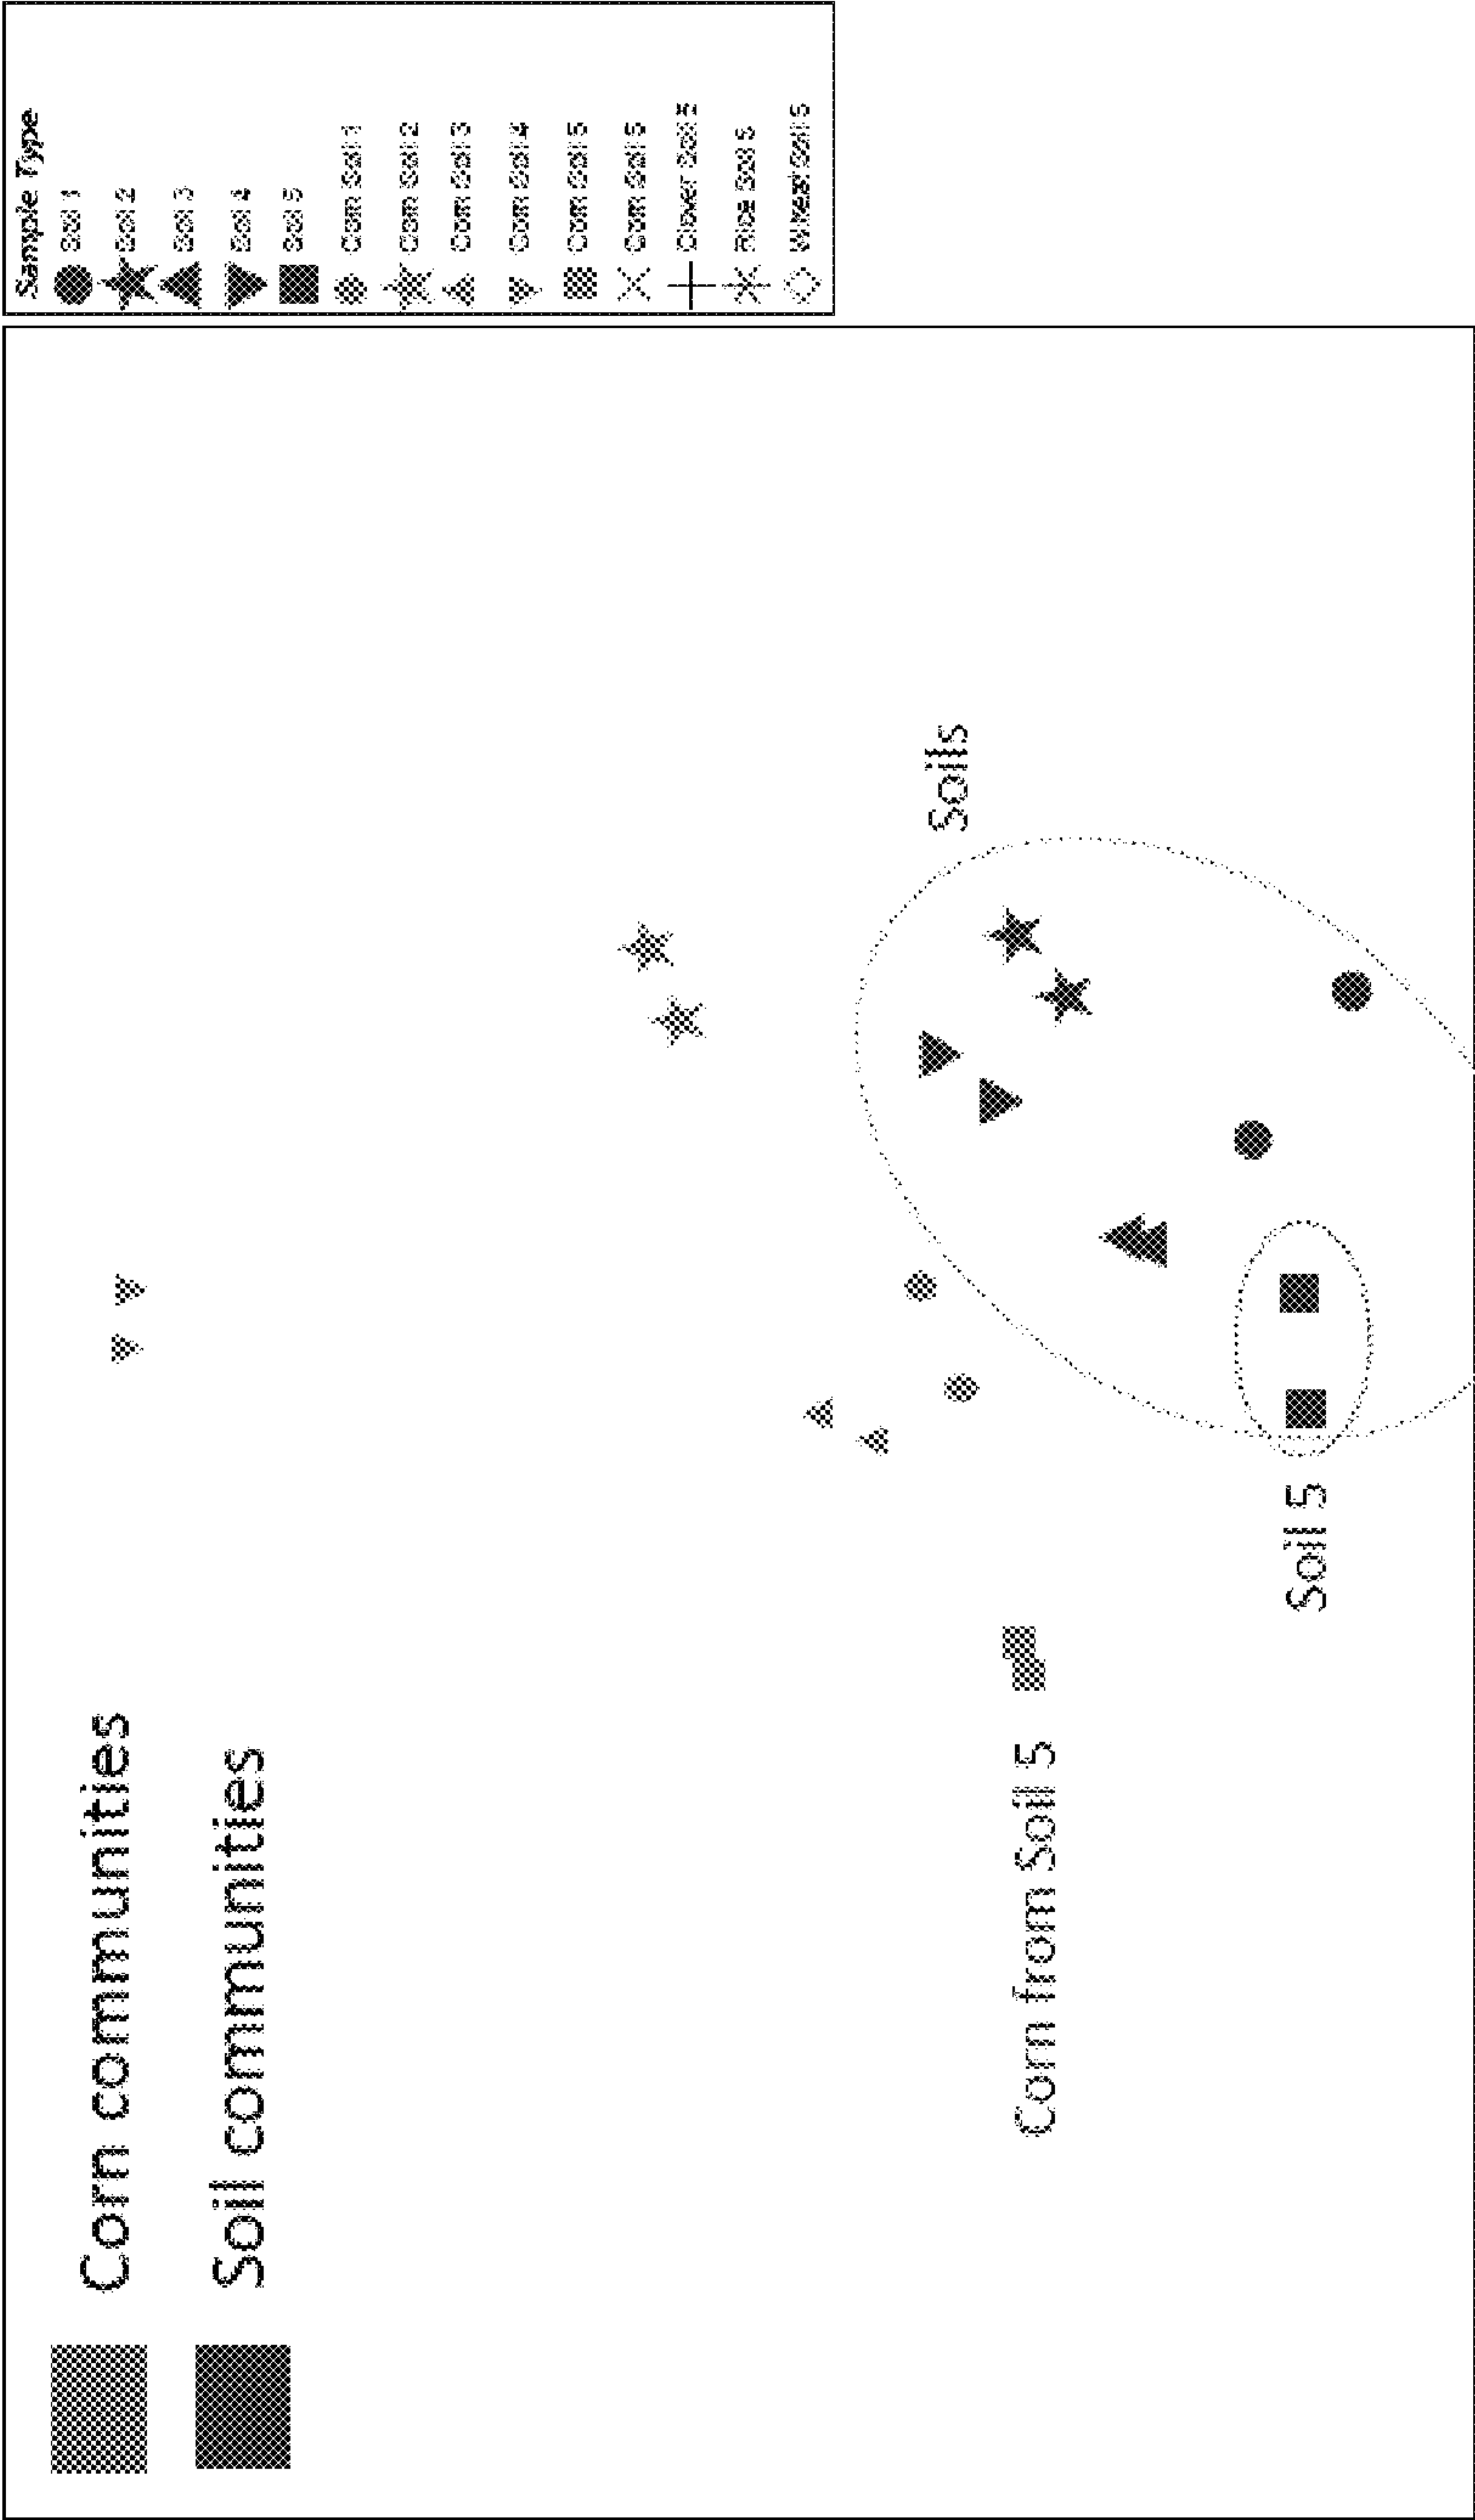 Corn communities
Soil communities
Soils
Corn from Soil 5
Soil 5
Sample Type
Soil 1
Soil 2
Soil 3
Soil 4
Soil 5
Corn Soil 1
Corn Soil 2
Corn Soil 3
Corn Soil 4
Corn Soil 5
Corn Soil 5
Clover Soil 5
Rice Soil 5
Wheat Soil 5